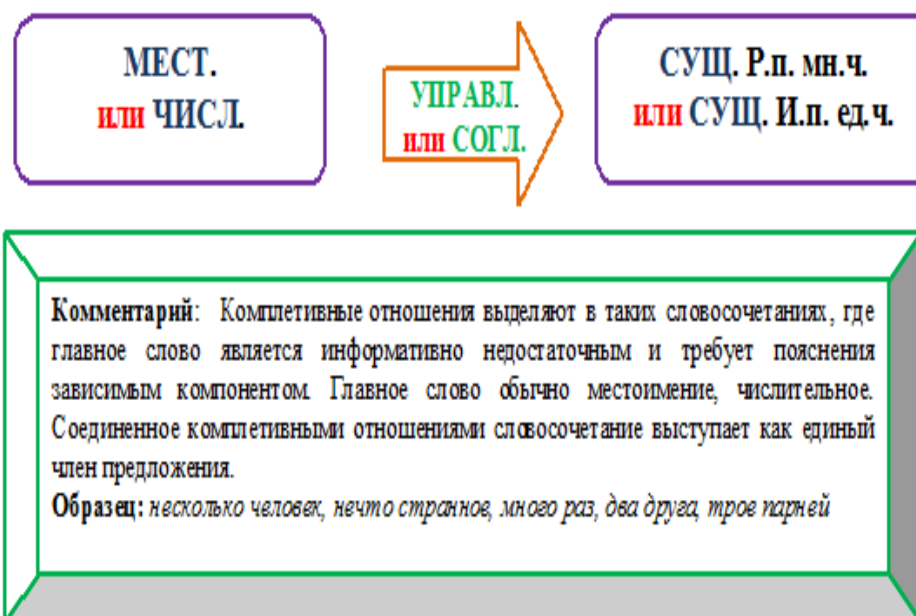 МЕСТ.
или ЧИСЛ.
УПРАВЛ.
или СОГЛ.
СУЩ. Р.п. мн.ч.
или СУЩ. И.п. ед.ч.
Комментарий: Комплетивные отношения выделяют в таких словосочетаниях, где
главное слово является информативно недостаточным и требует пояснения
зависимым компонентом. Главное слово обычно местоимение, числительное.
Соединенное комплетивными отношениями словосочетание выступает как единый
член предложения.
Образец: несколько человек, нечто странное, много раз, два друга, трое парней